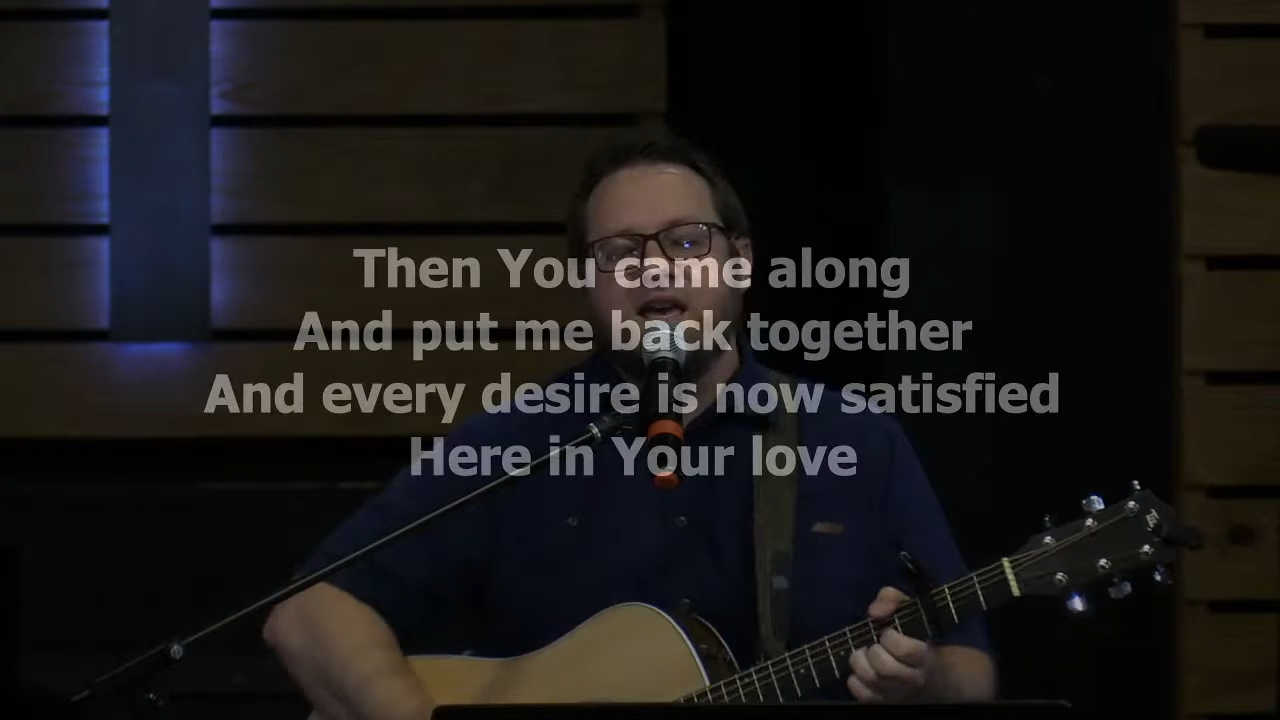 Then You came along
And put me back together
And every desire is now satisfied
Here in Your love